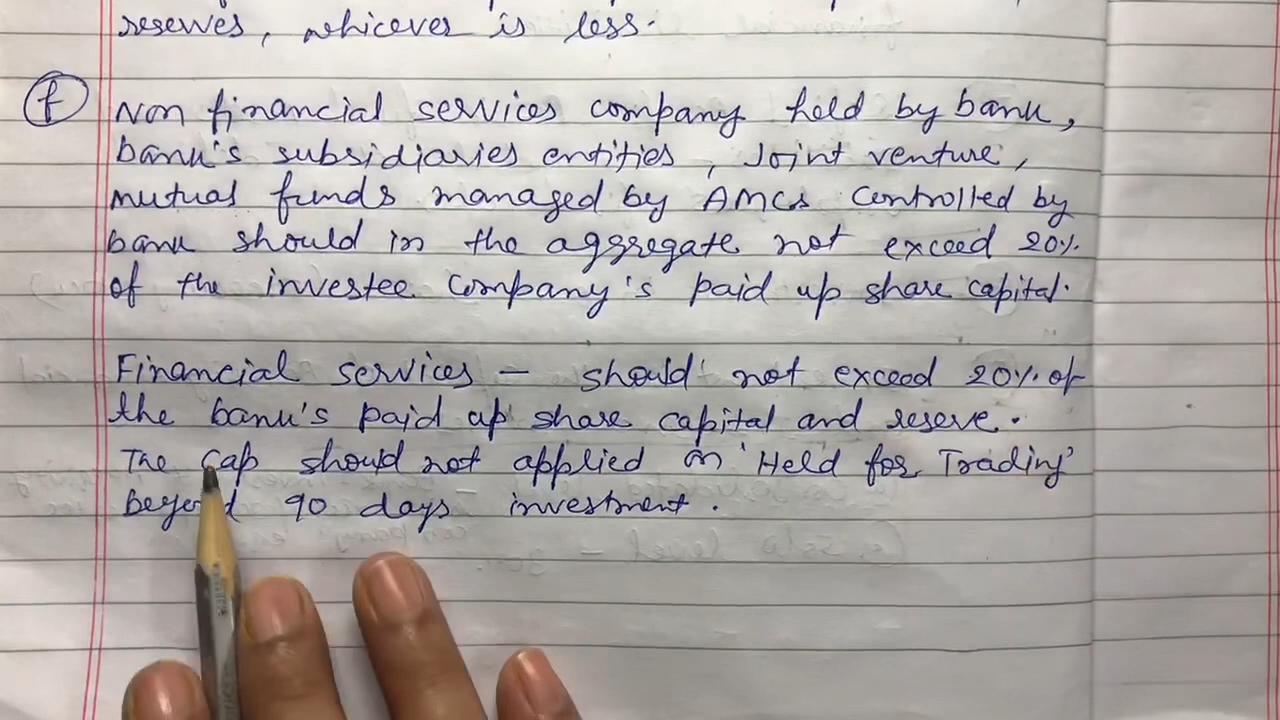 reserves, whicever is less.
(f) Non financial services company held by bank,
bank's subsidiaries entities, Joint venture,
mutual funds managed by AMCs controlled by
bank should in the aggregate not exceed 20%
of the investee company's paid up share capital.
Financial services - should not exceed 20% of
the bank's paid up share capital and reserve.
The cap should not applied on 'Held for Trading'
beyond 90 days investment.